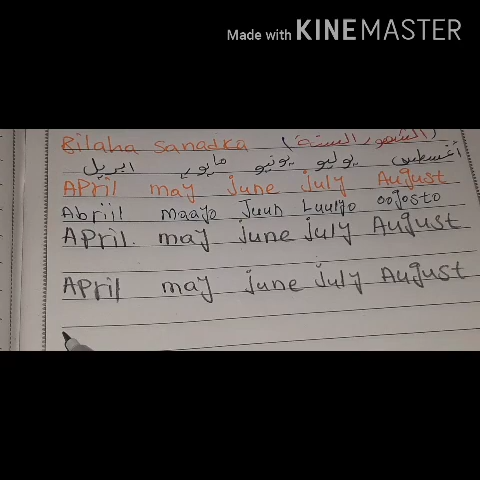 Made with KINEMASTER
Bilaha sanadka (الشهور السنة)
ابريل مايو يونيو يوليو أغسطس
April may june july August
Abriil maajo Juun Luuljo oogosto
April. may june july August
April may june july August